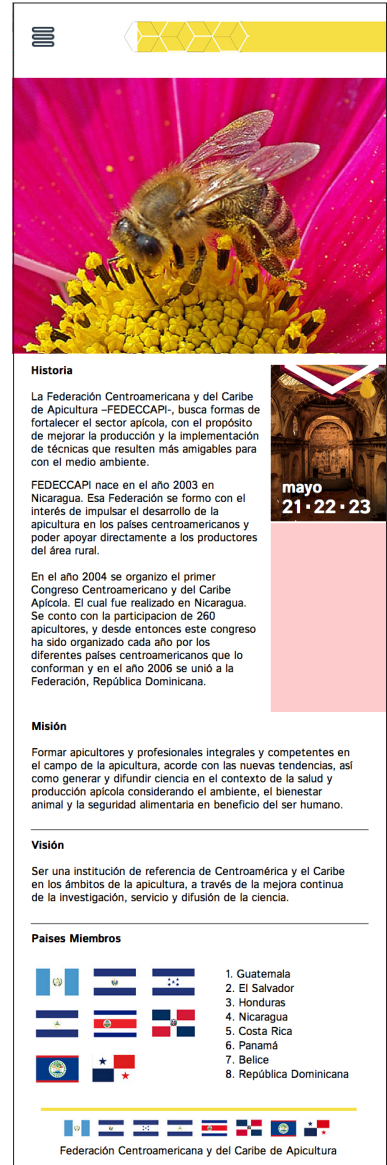 Historia
La Federación Centroamericana y del Caribe
de Apicultura –FEDECCAPI-, busca formas de
fortalecer el sector apícola, con el propósito
de mejorar la producción y la implementación
de técnicas que resulten más amigables para
con el medio ambiente.
FEDECCAPI nace en el año 2003 en
Nicaragua. Esa Federación se formo con el
interés de impulsar el desarrollo de la
apicultura en los países centroamericanos y
poder apoyar directamente a los productores
del área rural.
En el año 2004 se organizo el primer
Congreso Centroamericano y del Caribe
Apícola. El cual fue realizado en Nicaragua.
Se conto con la participacion de 260
apicultores, y desde entonces este congreso
ha sido organizado cada año por los
diferentes países centroamericanos que lo
conforman y en el año 2006 se unió a la
Federación, República Dominicana.
mayo
21·22·23
Misión
Formar apicultores y profesionales integrales y competentes en
el campo de la apicultura, acorde con las nuevas tendencias, así
como generar y difundir ciencia en el contexto de la salud y
producción apícola considerando el ambiente, el bienestar
animal y la seguridad alimentaria en beneficio del ser humano.
Visión
Ser una institución de referencia de Centroamérica y el Caribe
en los ámbitos de la apicultura, a través de la mejora continua
de la investigación, servicio y difusión de la ciencia.
Paises Miembros
1. Guatemala
2. El Salvador
3. Honduras
4. Nicaragua
5. Costa Rica
6. Panamá
7. Belice
8. República Dominicana
Federación Centroamericana y del Caribe de Apicultura